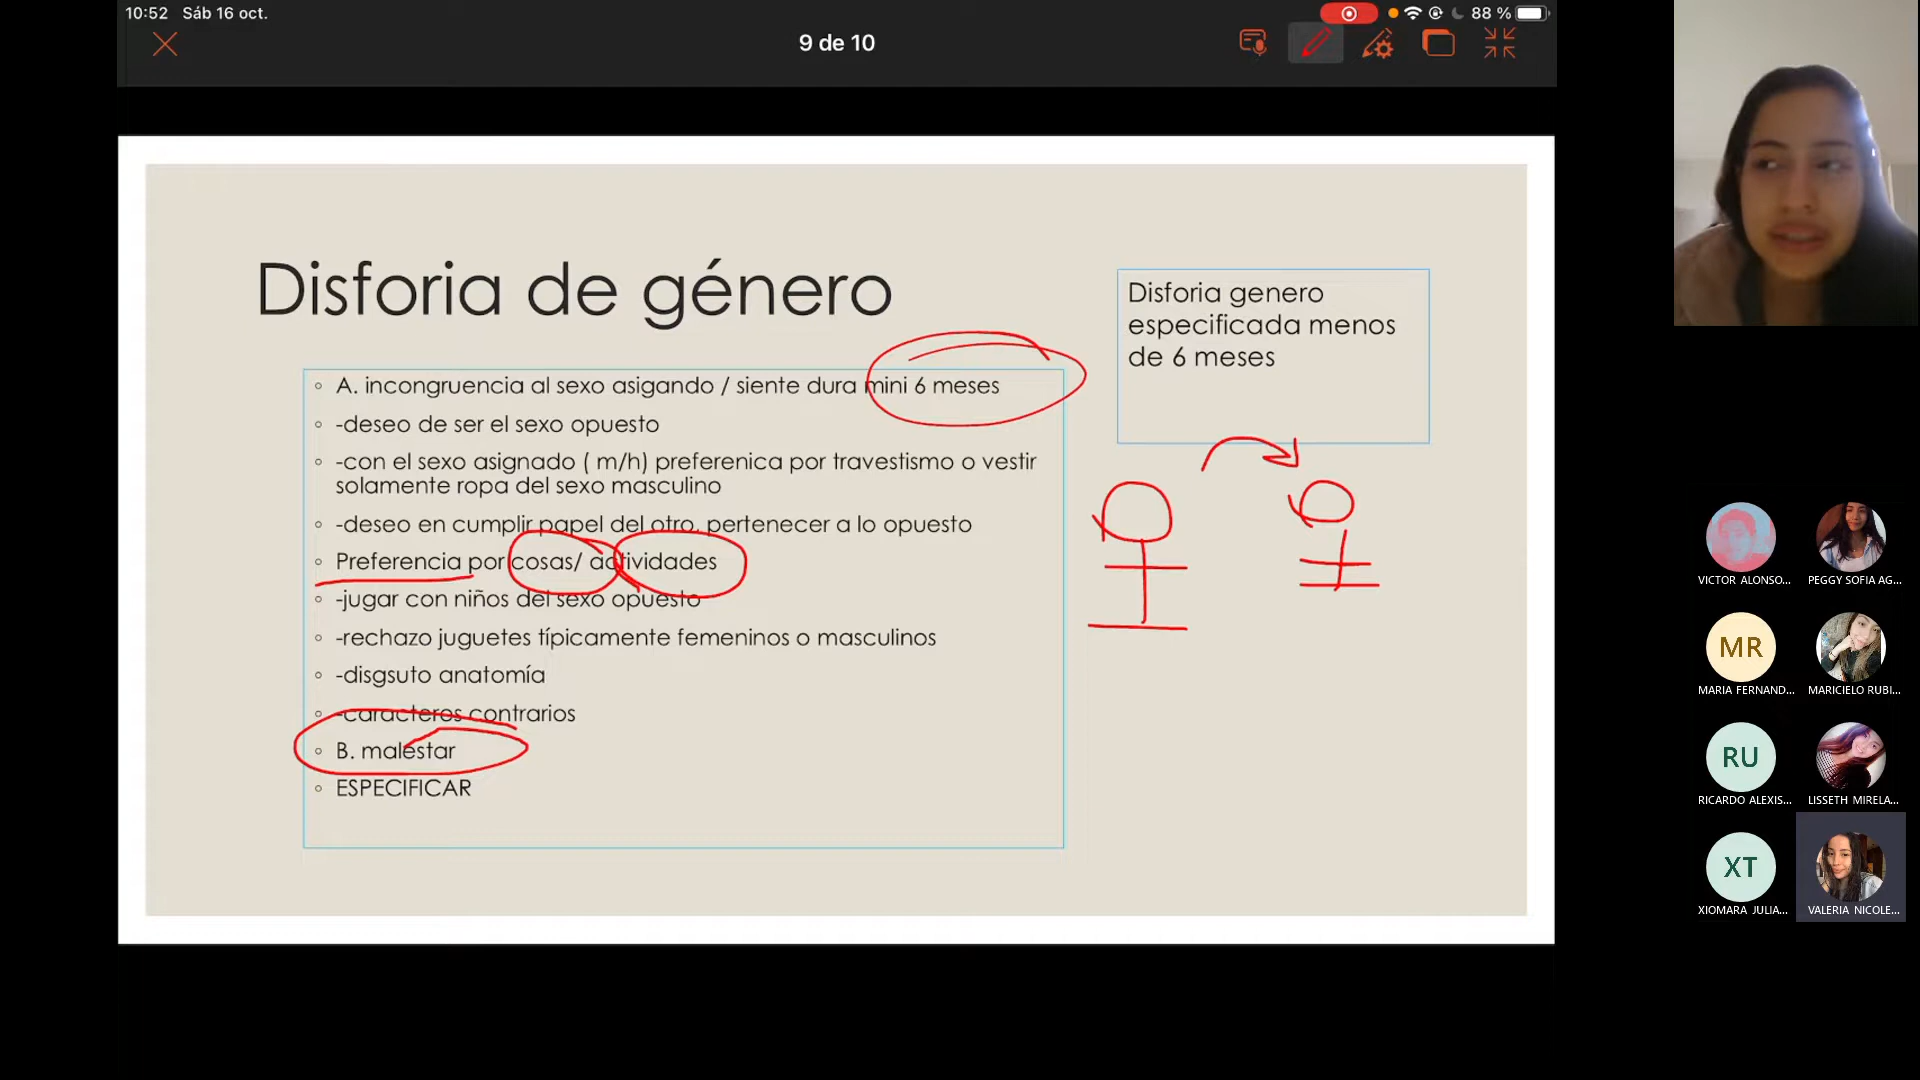 10:52 Sáb 16 oct.
88 %
9 de 10
Disforia de género
Disforia genero
especificada menos
de 6 meses
A. incongruencia al sexo asigando / siente dura mini 6 meses
-deseo de ser el sexo opuesto
-con el sexo asignado ( m/h) preferenica por travestismo o vestir
solamente ropa del sexo masculino
-deseo en cumplir papel del otro, pertenecer a lo opuesto
Preferencia por cosas/ actividades
-jugar con niños del sexo opuesto
-rechazo juguetes típicamente femeninos o masculinos
-disgsuto anatomía
-caracteres contrarios
B. malestar
ESPECIFICAR
VICTOR ALONSO...
PEGGY SOFIA AG...
MR
MARIA FERNAND...
MARICIELO RUBI...
RU
RICARDO ALEXIS...
LISSETH MIRELA...
XT
XIOMARA JULIA...
VALERIA NICOLE...